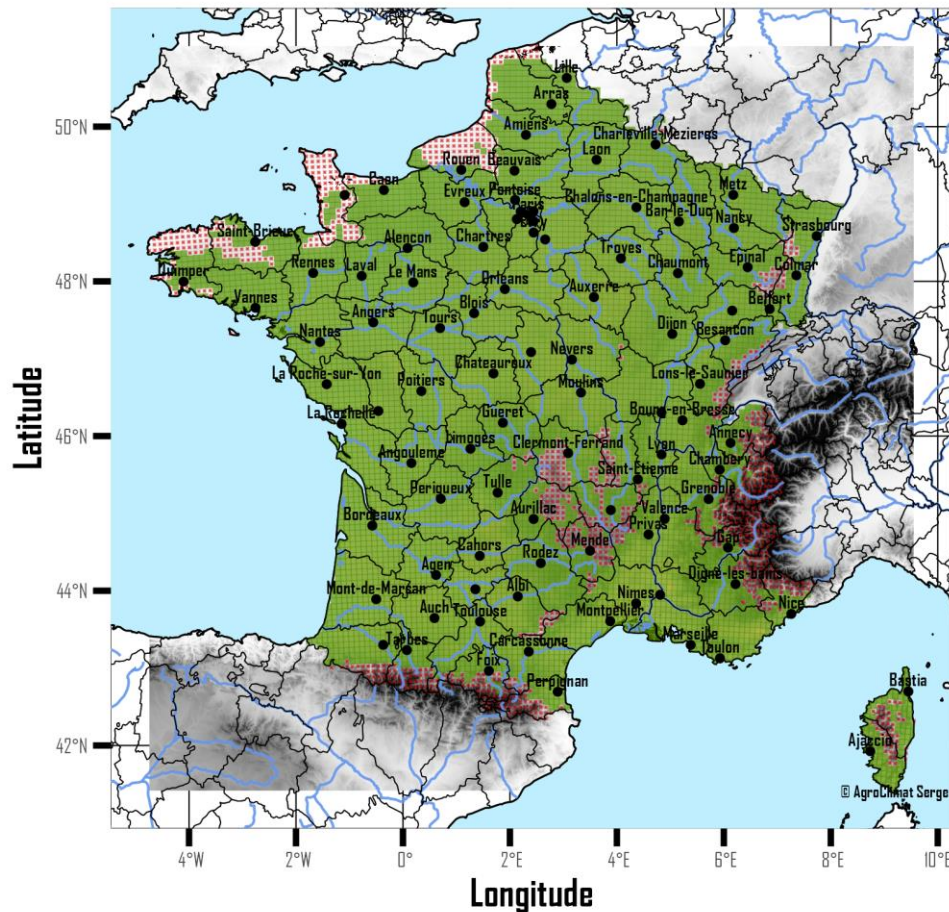 Lille
Arras
50°N
Amiens
Charleville-Mezieres
Laon
Rouen
Beauvais
Caen
Pontoise
Metz
Evreux
Paris
Chalons-en-Champagne
Bar-le-Duc
Nancy
Strasbourg
Saint-Brieuc
Alençon
Chartres
Troyes
Epinal
Rennes
Laval
Le Mans
Chaumont
Colmar
48°N
Quimper
Orleans
Auxerre
Belfort
Vannes
Blois
Angers
Tours
Dijon
Besancon
Nantes
Nevers
Chateauroux
Lons-le-Saunier
La Roche-sur-Yon
Poitiers
Moulins
La Rochelle
Gueret
Bourg-en-Bresse
46°N
Limoges
Clermont-Ferrand
Annecy
Lyon
Angouleme
Saint-Etienne
Chambery
Tulle
Perigueux
Grenoble
Aurillac
Valence
Bordeaux
Privas
Mende
Gap
Cahors
Rodez
Agen
Digne-les-bains
44°N
Mont-de-Marsan
Albi
Nimes
Auch
Toulouse
Montpellier
Nice
Tarbes
Carcassonne
Marseille
Toulon
Foix
Perpignan
Bastia
42°N
Ajaccio
© AgroClimat Serge
4°W
2°W
0°
2°E
4°E
6°E
8°E
10°E
Latitude
Longitude